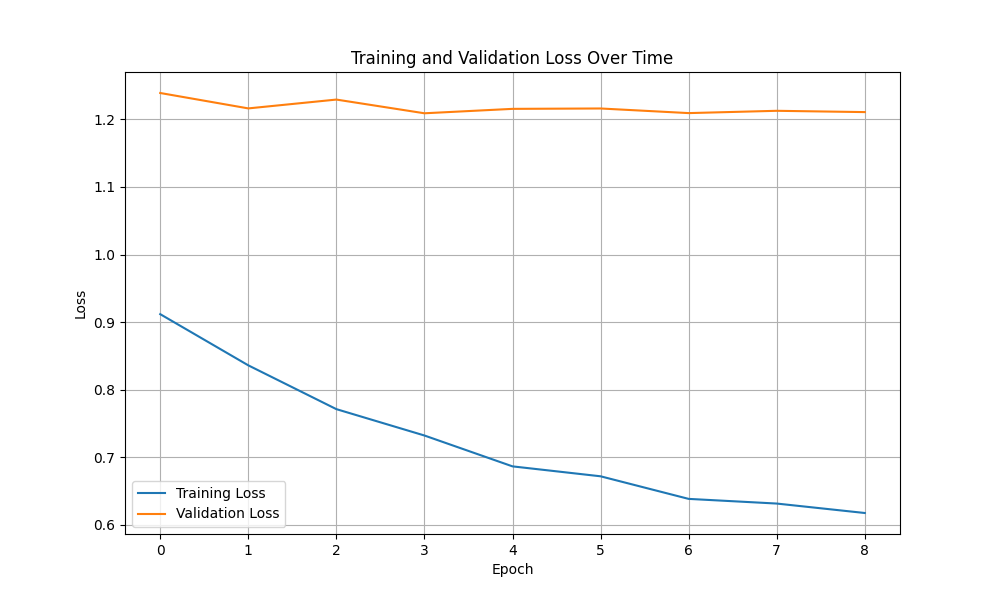 Training and Validation Loss Over Time
Loss
1.2
1.1
1.0
0.9
0.8
0.7
0.6
Training Loss
Validation Loss
0 1 2 3 4 5 6 7 8
Epoch